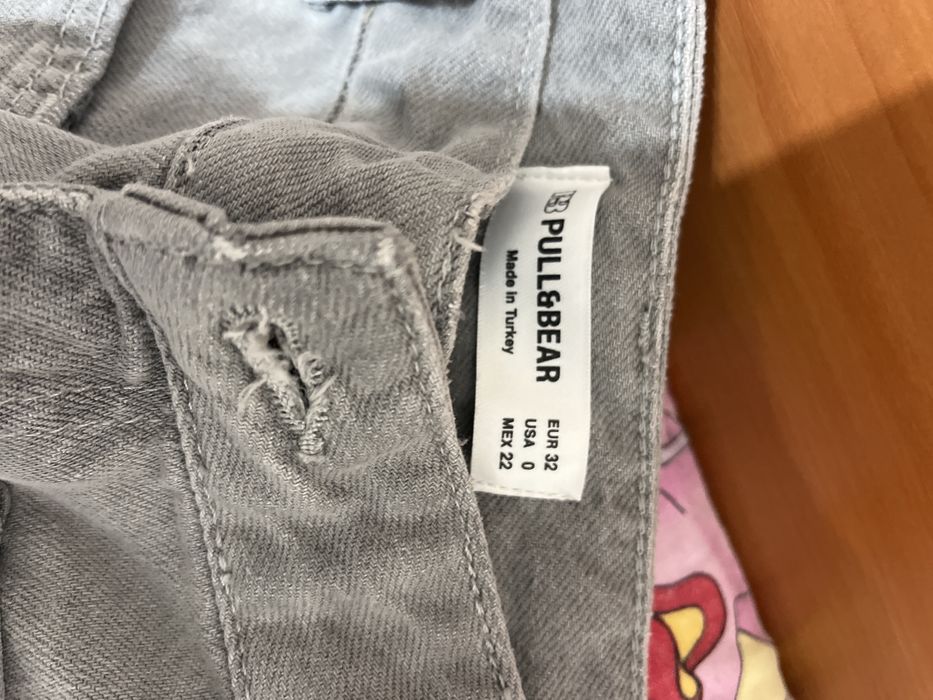 PULL&BEAR
Made in Turkey
EUR 32
USA 0
MEX 22